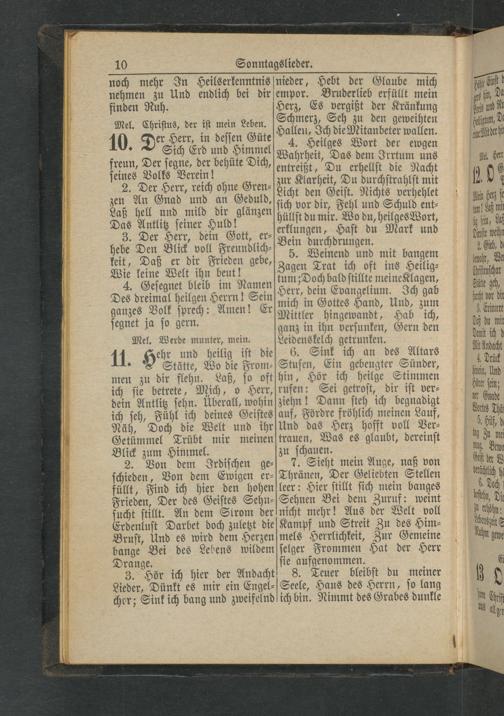 10 Sonntagslieder.
noch mehr In Heilserkenntnis
nehmen zu Und endlich bei dir
finden Ruh.
Mel. Christus, der ist mein Leben.
10. Der Herr, in dessen Güte
Sich Erd und Himmel
freun, Der segne, der behüte Dich,
seines Volks Verein!
2. Der Herr, reich ohne Gren-
zen An Gnad und an Geduld,
Laß hell und mild dir glänzen
Das Antlitz seiner Huld!
3. Der Herr, dein Gott, er-
hebe Den Blick voll Freundlich-
keit, Daß er dir Frieden gebe,
Wie keine Welt ihn beut!
4. Gesegnet bleib im Namen
Des dreimal heilgen Herrn! Sein
ganzes Volk sprech: Amen! Er
segnet ja so gern.
Mel. Werde munter, mein.
11. Hehr und heilig ist die
Stätte, Wo die From-
men zu dir flehn. Laß, so oft
ich sie betrete, Mich, o Herr,
dein Antlitz sehn. Überall, wohin
ich seh, Fühl ich deines Geistes
Näh, Doch die Welt und ihr
Getümmel Trübt mir meinen
Blick zum Himmel.
2. Von dem Irdischen ge-
schieden, Von dem Ewigen er-
füllt, Find ich hier den hohen
Frieden, Der des Geistes Sehn-
sucht stillt. An dem Strom der
Erdenlust Darbet doch zuletzt die
Brust, Und es wird dem Herzen
bange Bei des Lebens wildem
Drange.
3. Hör ich hier der Andacht
Lieder, Dünkt es mir ein Engel-
chor; Sink ich bang und zweifelnd
nieder, Hebt der Glaube mich
empor. Bruderlieb erfüllt mein
Herz, Es vergißt der Kränkung
Schmerz, Seh zu den geweihten
Hallen, Ich die Mitanbeter wallen.
4. Heilges Wort der ewgen
Wahrheit, Das dem Irrtum uns
entreißt, Du erhellst die Nacht
zur Klarheit, Du durchstrahlst mit
Licht den Geist. Nichts verhehlet
sich vor dir, Fehl und Schuld ent-
hüllst du mir. Wo du, heilges Wort,
erklungen, Hast du Mark und
Bein durchdrungen.
5. Weinend und mit bangem
Zagen Trat ich oft ins Heilig-
tum; Doch bald stillte meine Klagen,
Herr, dein Evangelium. Ich gab
mich in Gottes Hand, Und, zum
Mittler hingewandt, Hab ich,
ganz in ihn versunken, Gern den
Leidenskelch getrunken.
6. Sink ich an des Altars
Stufen, Ein gebeugter Sünder,
hin, Hör ich heilge Stimmen
rufen: Sei getrost, dir ist ver-
ziehn! Dann steh ich begnadigt
auf, Fördre fröhlich meinen Lauf,
Und das Herz hofft voll Ver-
trauen, Was es glaubt, dereinst
zu schauen.
7. Sieht mein Auge, naß von
Thränen, Der Geliebten Stellen
leer: Hier stillt sich mein banges
Sehnen Bei dem Zuruf: weint
nicht mehr! Aus der Welt voll
Kampf und Streit Zu des Him-
mels Herrlichkeit, Zur Gemeine
selger Frommen Hat der Herr
sie aufgenommen.
8. Teuer bleibst du meiner
Seele, Haus des Herrn, so lang
ich bin. Nimmt des Grabes dunkle